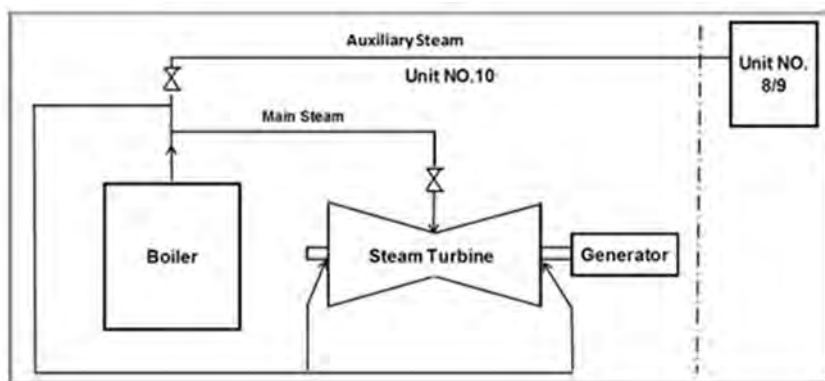 Auxiliary Steam
Unit NO.10
Unit NO.
8/9
Main Steam
Boiler
Steam Turbine
Generator